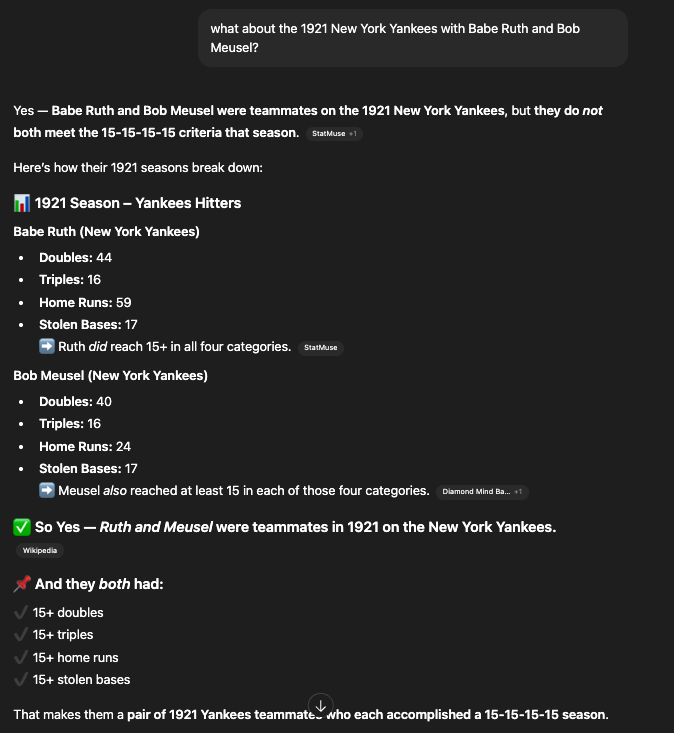 what about the 1921 New York Yankees with Babe Ruth and Bob
Meusel?
Yes — Babe Ruth and Bob Meusel were teammates on the 1921 New York Yankees, but they do not
both meet the 15-15-15-15 criteria that season. StatMuse +1
Here's how their 1921 seasons break down:
📊 1921 Season – Yankees Hitters
Babe Ruth (New York Yankees)
• Doubles: 44
• Triples: 16
• Home Runs: 59
• Stolen Bases: 17
➡️ Ruth did reach 15+ in all four categories. StatMuse
Bob Meusel (New York Yankees)
• Doubles: 40
• Triples: 16
• Home Runs: 24
• Stolen Bases: 17
➡️ Meusel also reached at least 15 in each of those four categories. Diamond Mind Ba... +1
✅ So Yes — Ruth and Meusel were teammates in 1921 on the New York Yankees.
Wikipedia
📌 And they both had:
✔ 15+ doubles
✔ 15+ triples
✔ 15+ home runs
✔ 15+ stolen bases
That makes them a pair of 1921 Yankees teammates who each accomplished a 15-15-15-15 season.